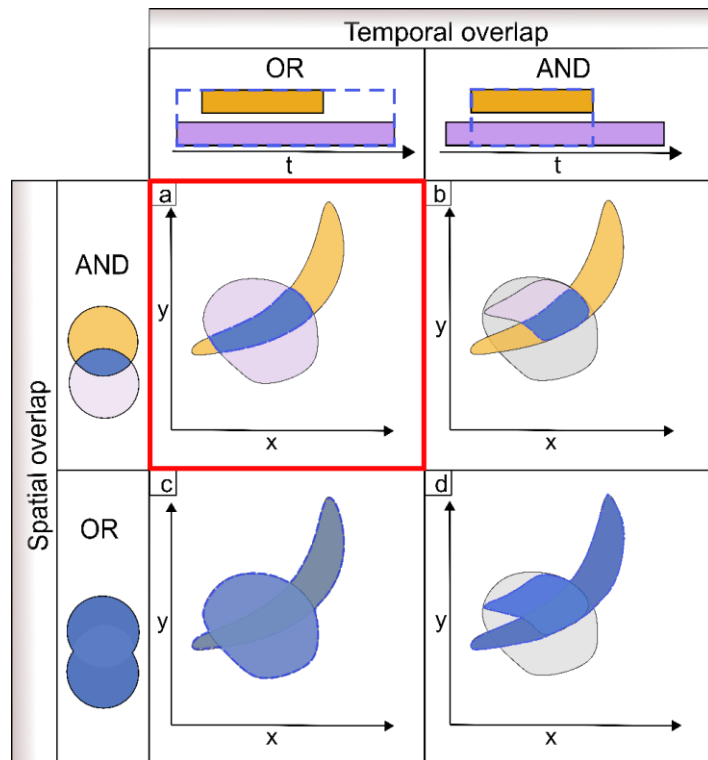 Temporal overlap
OR
AND
t
t
Spatial overlap
AND
a
y
x
b
y
x
OR
c
y
x
d
y
x